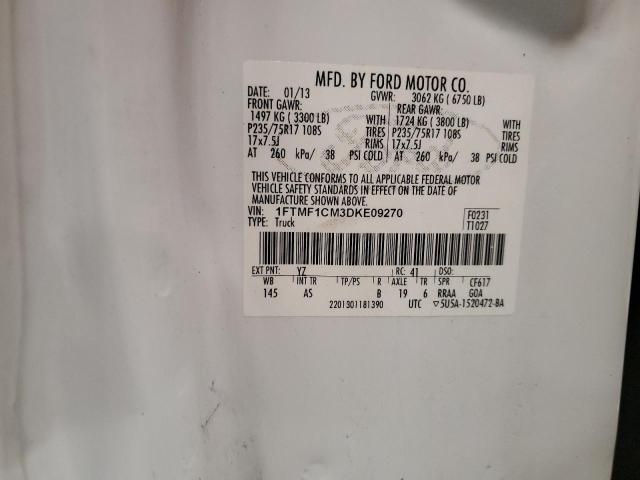 MFD. BY FORD MOTOR CO.
DATE: 01/13 GVWR: 3062 KG ( 6750 LB)
FRONT GAWR: REAR GAWR:
1497 KG ( 3300 LB) WITH 1724 KG ( 3800 LB) WITH
P235/75R17 108S TIRES P235/75R17 108S TIRES
17x7.5J RIMS 17x7.5J RIMS
AT 260 kPa/ 38 PSI COLD AT 260 kPa/ 38 PSI COLD
THIS VEHICLE CONFORMS TO ALL APPLICABLE FEDERAL MOTOR
VEHICLE SAFETY STANDARDS IN EFFECT ON THE DATE OF
MANUFACTURE SHOWN ABOVE.
VIN: 1FTMF1CM3DKE09270 F0231
TYPE: Truck T1027
EXT PNT: YZ RC: 41 DSO:
WB INT TR TP/PS R AXLE TR SPR CF617
145 AS B 19 6 RRAA GOA
2201301181390 UTC ▽5U5A-1520472-BA